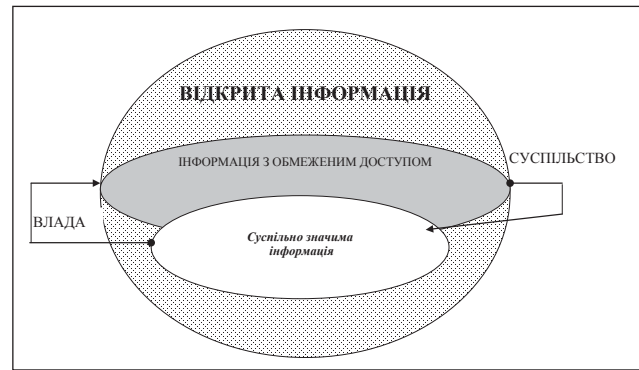 ВІДКРИТА ІНФОРМАЦІЯ
ІНФОРМАЦІЯ З ОБМЕЖЕНИМ ДОСТУПОМ
СУСПІЛЬСТВО
ВЛАДА
Суспільно значима
інформація